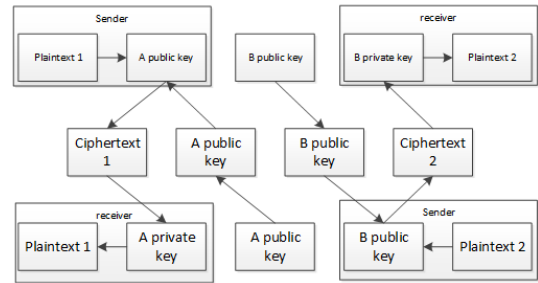 Sender
receiver
Plaintext 1
A public key
B public key
B private key
Plaintext 2
Ciphertext
1
A public
key
B public
key
Ciphertext
2
receiver
Plaintext 1
A private
key
A public
key
Sender
B public
key
Plaintext 2